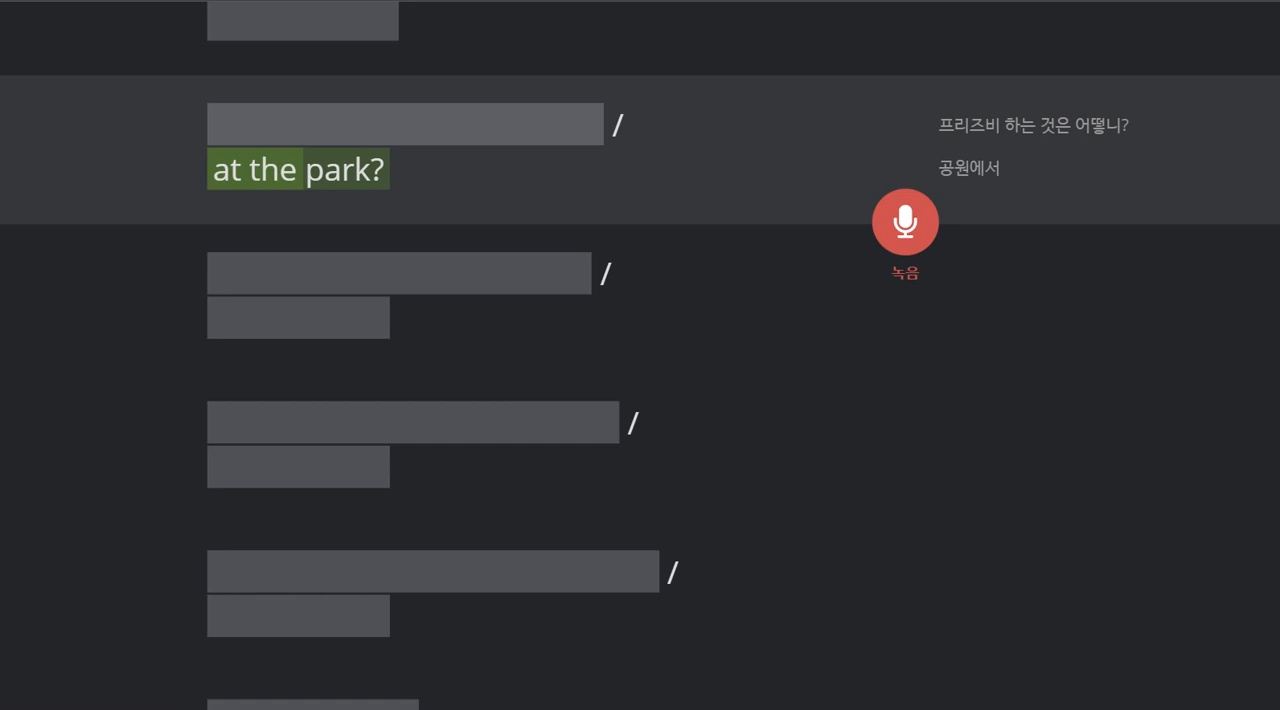 /
프리즈비 하는 것은 어떻니?
at the park?
공원에서
녹음
/
/
/